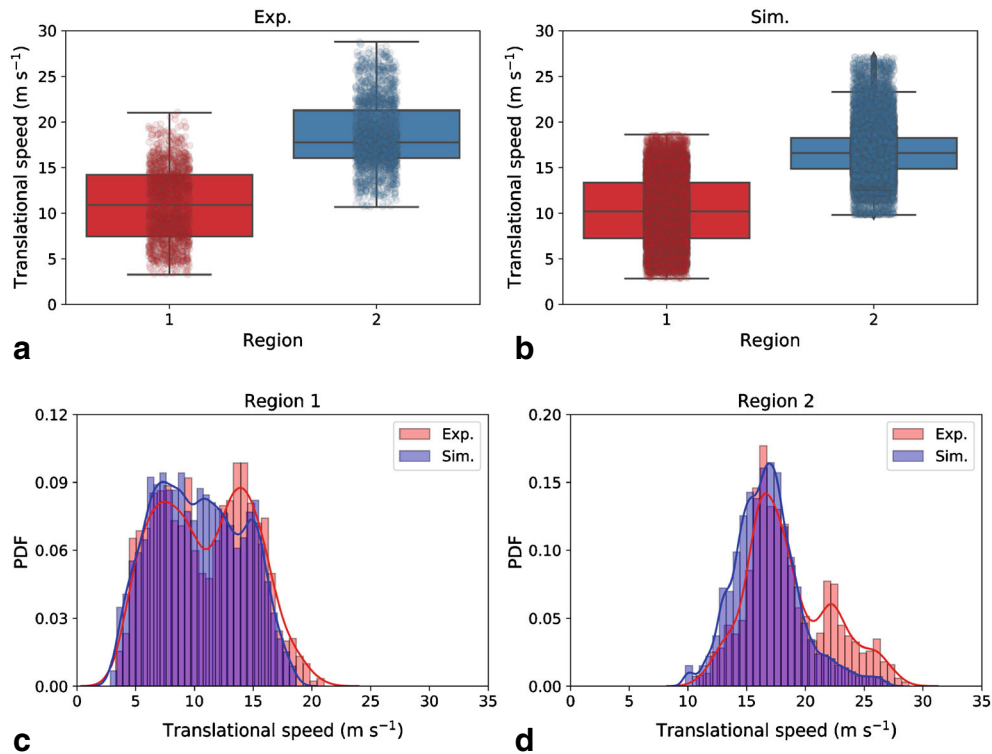 Exp.
Translational speed (m s⁻¹)
30
25
20
15
10
5
0
1
2
Region
a
Sim.
Translational speed (m s⁻¹)
30
25
20
15
10
5
0
1
2
Region
b
Region 1
PDF
0.12
0.09
0.06
0.03
0.00
Exp.
Sim.
0
5
10
15
20
25
30
35
Translational speed (m s⁻¹)
c
Region 2
PDF
0.20
0.15
0.10
0.05
0.00
Exp.
Sim.
0
5
10
15
20
25
30
35
Translational speed (m s⁻¹)
d